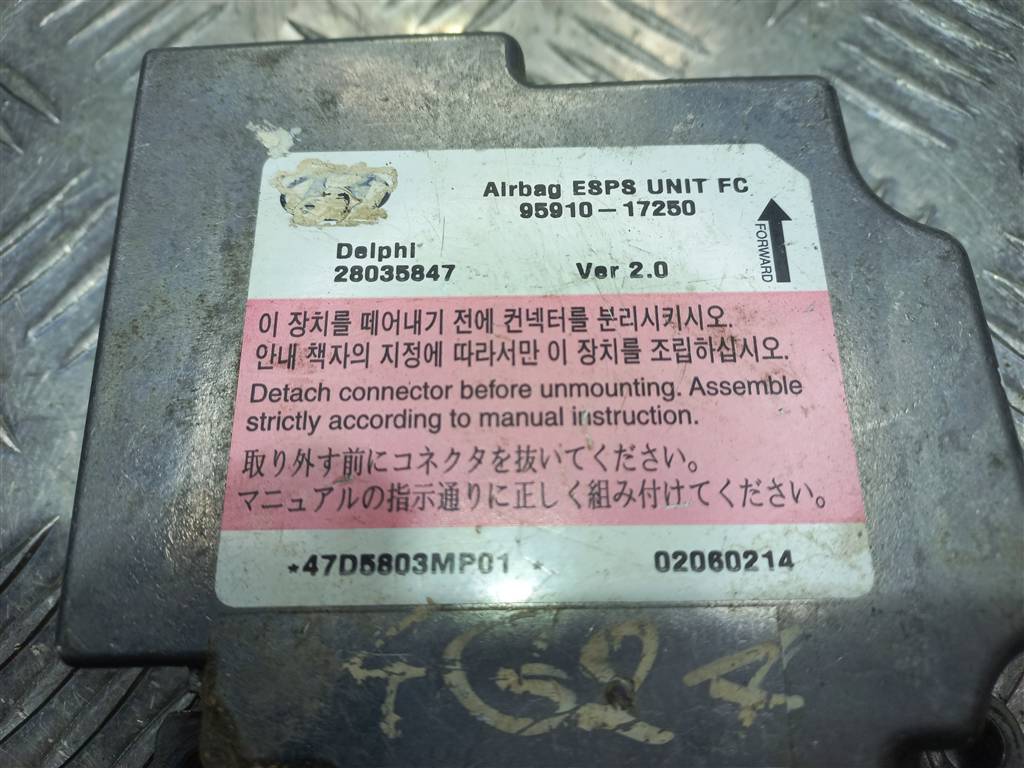 Airbag ESPS UNIT FC
95910-17250
FORWARD
Delphi
28035847
Ver 2.0
이 장치를 떼어내기 전에 컨넥터를 분리시키시오.
안내 책자의 지정에 따라서만 이 장치를 조립하십시오.
Detach connector before unmounting. Assemble
strictly according to manual instruction.
取り外す前にコネクタを抜いてください。
マニュアルの指示通りに正しく組み付けてください。
*47D5803MP01 *
02060214